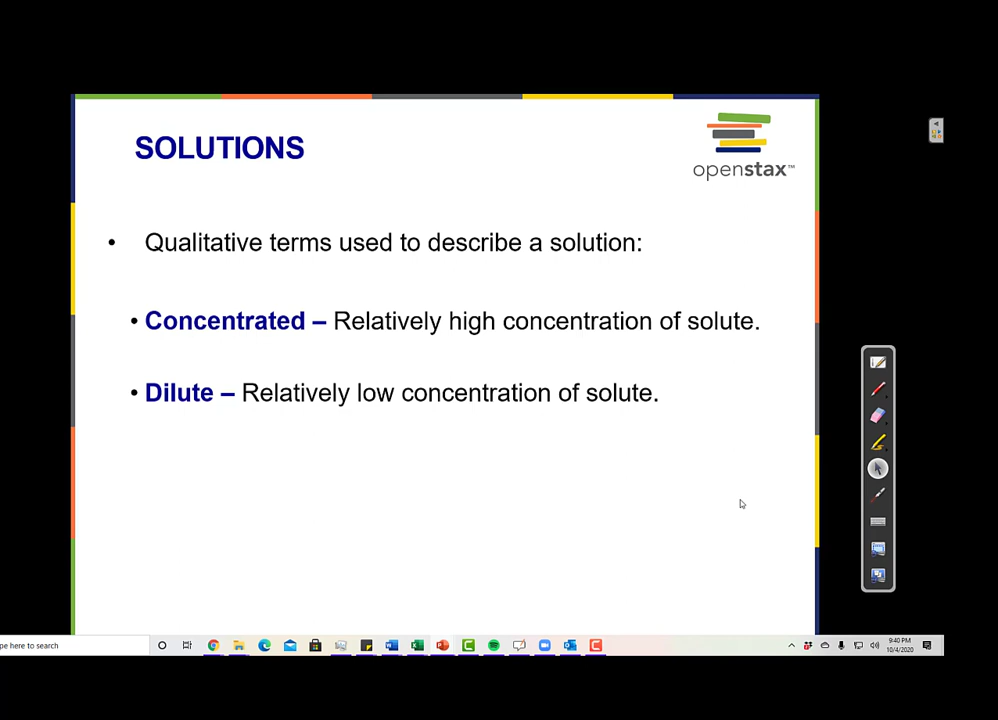 SOLUTIONS
openstax™
• Qualitative terms used to describe a solution:
• Concentrated – Relatively high concentration of solute.
• Dilute – Relatively low concentration of solute.
pe here to search
9:40 PM
10/4/2020